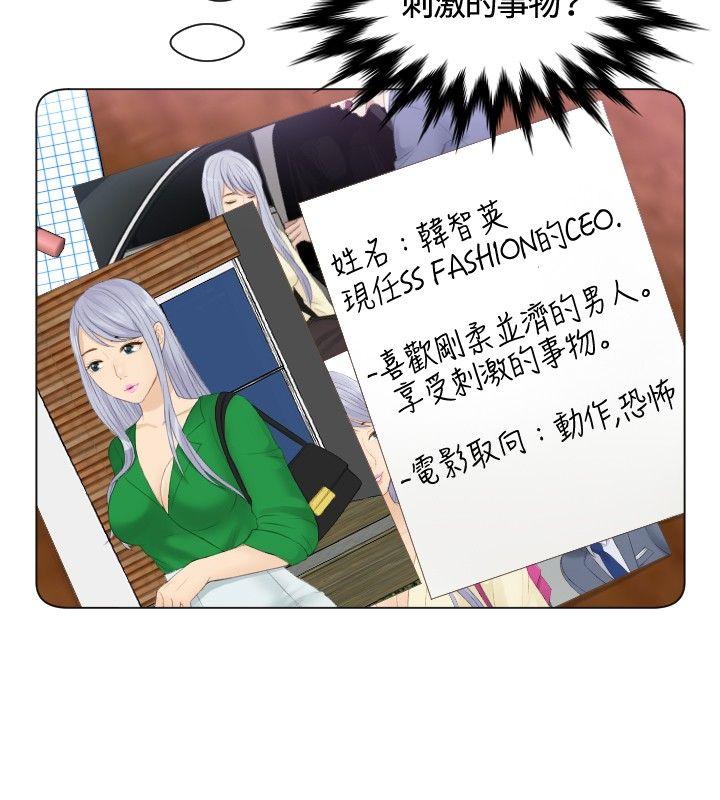 刺激的事物？
姓名：韓智英
現任SS FASHION的CEO.
-喜歡剛柔並濟的男人。
享受刺激的事物。
-電影取向：動作,恐怖